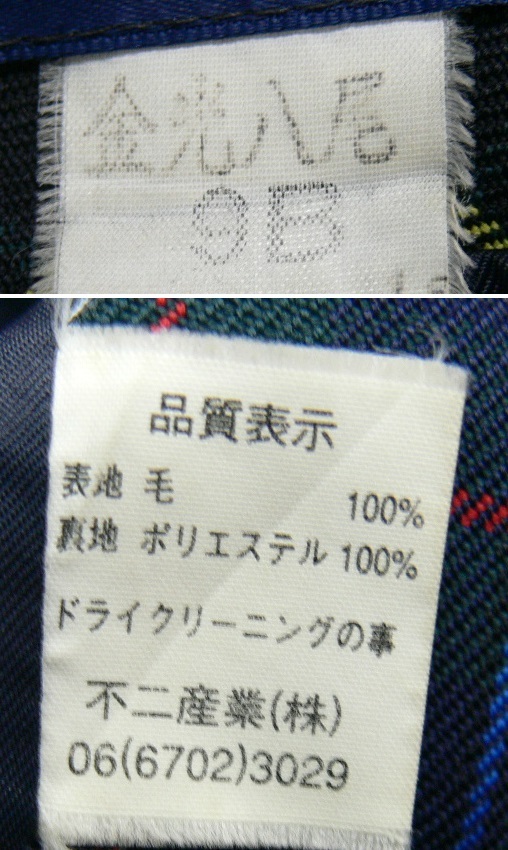 金光八尾
9B
品質表示
表地 毛 100%
裏地 ポリエステル 100%
ドライクリーニングの事
不二産業(株)
06(6702)3029